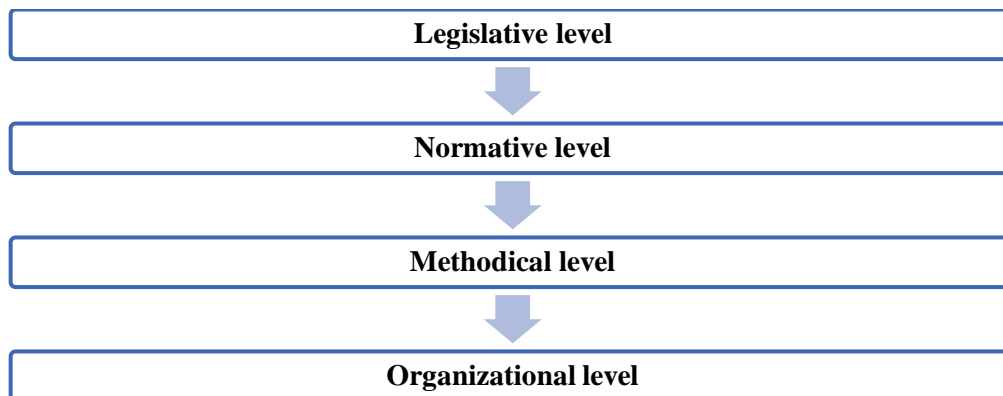 Legislative level
Normative level
Methodical level
Organizational level